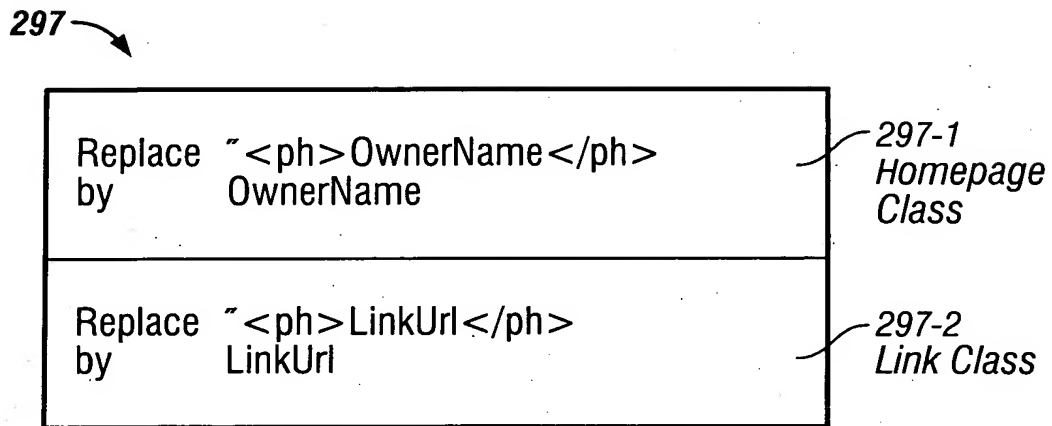 297
Replace ˝<ph>OwnerName</ph>
by OwnerName
297-1
Homepage
Class
Replace ˝<ph>LinkUrl</ph>
by LinkUrl
297-2
Link Class